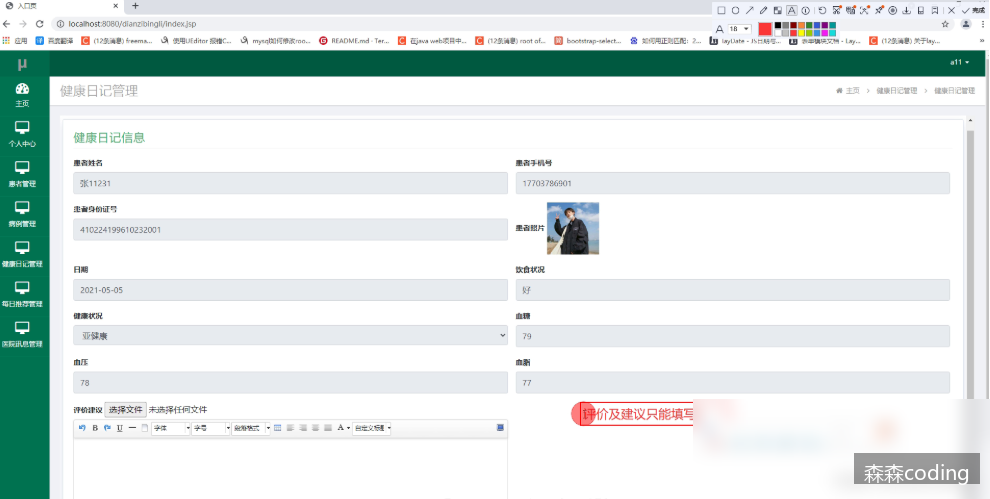 入口页
localhost:8080/dianzibingli/index.jsp
完成
应用 百度翻译 (12条消息) freema... 使用UEditor 报错C... mysql如何修改roo... README.md · Ter... 在java web项目中... (12条消息) root of... bootstrap-select... 如何用正则匹配：2... layDate - JS日期与... 表单模块文档 - Lay... (12条消息) 关于lay...
A 18
μ
a11
健康日记管理
主页 > 健康日记管理 > 健康日记管理
主页
个人中心
患者管理
病例管理
健康日记管理
每日推荐管理
医院讯息管理
健康日记信息
患者姓名 患者手机号
张11231 17703786901
患者身份证号 患者照片
410224199610232001
日期 饮食状况
2021-05-05 好
健康状况 血糖
亚健康 79
血压 血脂
78 77
评价建议 选择文件 未选择任何文件
评价及建议只能填写
B U 字体 字号 段落格式 A 自定义标题
森森coding